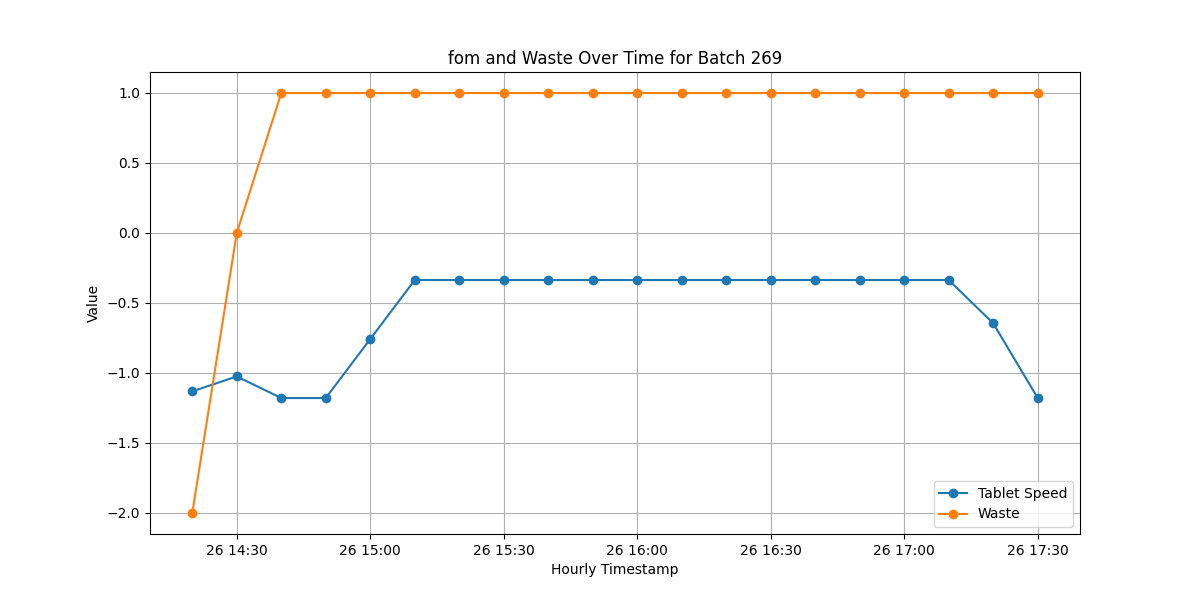 fom and Waste Over Time for Batch 269
1.0
0.5
0.0
−0.5
−1.0
−1.5
−2.0
Value
26 14:30 26 15:00 26 15:30 26 16:00 26 16:30 26 17:00 26 17:30
Hourly Timestamp
Tablet Speed
Waste